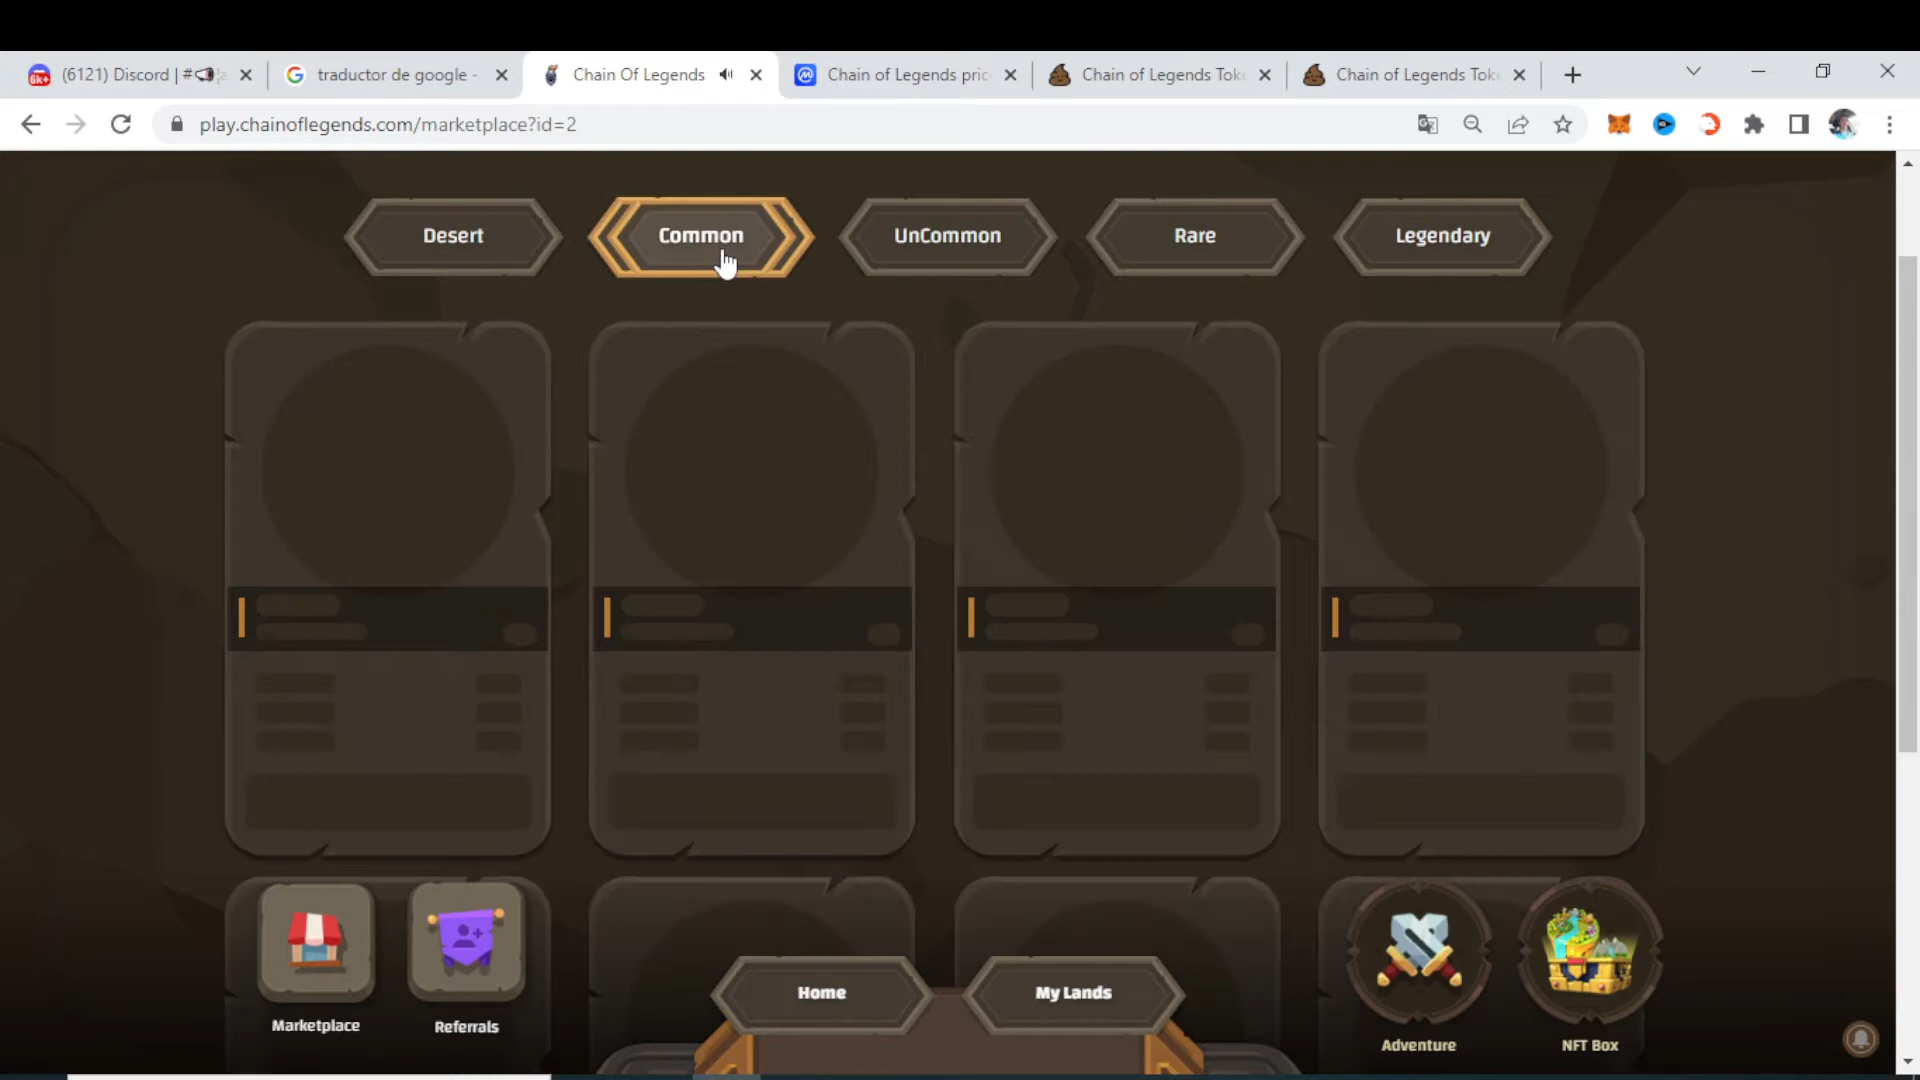 (6121) Discord | #
traductor de google -
Chain Of Legends
Chain of Legends pric
Chain of Legends Tok
Chain of Legends Tok
play.chainoflegends.com/marketplace?id=2
Desert
Common
UnCommon
Rare
Legendary
Home
My Lands
Marketplace
Referrals
Adventure
NFT Box